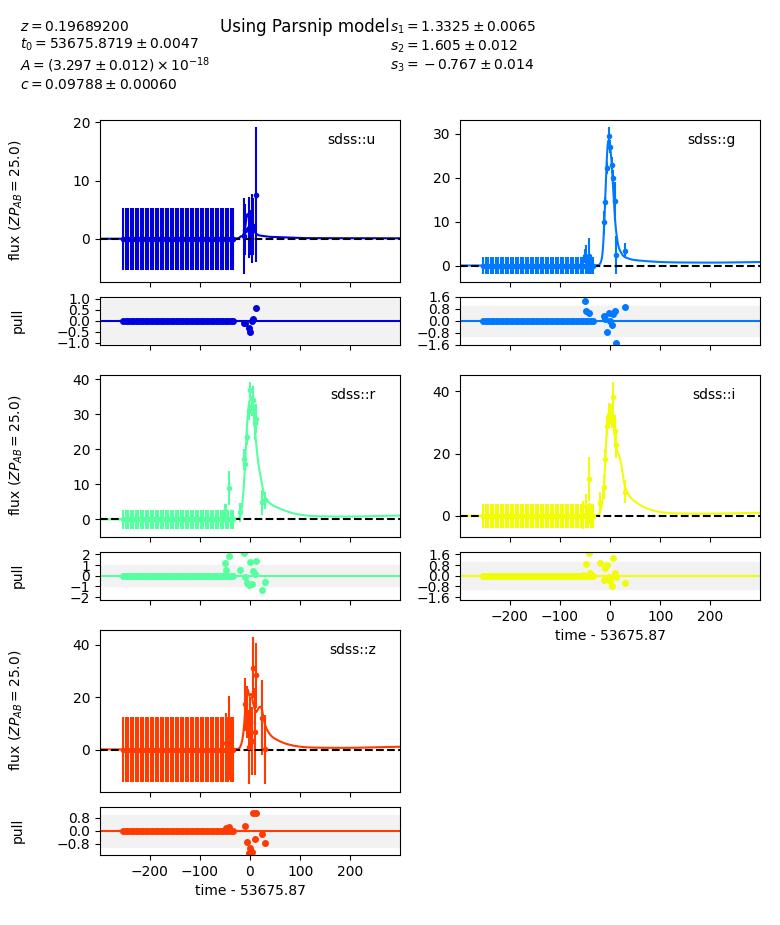 Using Parsnip model
z = 0.19689200
t₀ = 53675.8719 ± 0.0047
A = (3.297 ± 0.012) × 10⁻¹⁸
c = 0.09788 ± 0.00060
s₁ = 1.3325 ± 0.0065
s₂ = 1.605 ± 0.012
s₃ = −0.767 ± 0.014
flux (ZP_AB = 25.0)
20
10
0
sdss::u
30
20
10
0
sdss::g
pull
1.0
0.5
0.0
−0.5
−1.0
1.6
0.8
0.0
−0.8
−1.6
flux (ZP_AB = 25.0)
40
30
20
10
0
sdss::r
40
20
0
sdss::i
pull
2
1
0
−1
−2
1.6
0.8
0.0
−0.8
−1.6
−200 −100 0 100 200
time - 53675.87
flux (ZP_AB = 25.0)
40
20
0
sdss::z
pull
0.8
0.0
−0.8
−200 −100 0 100 200
time - 53675.87